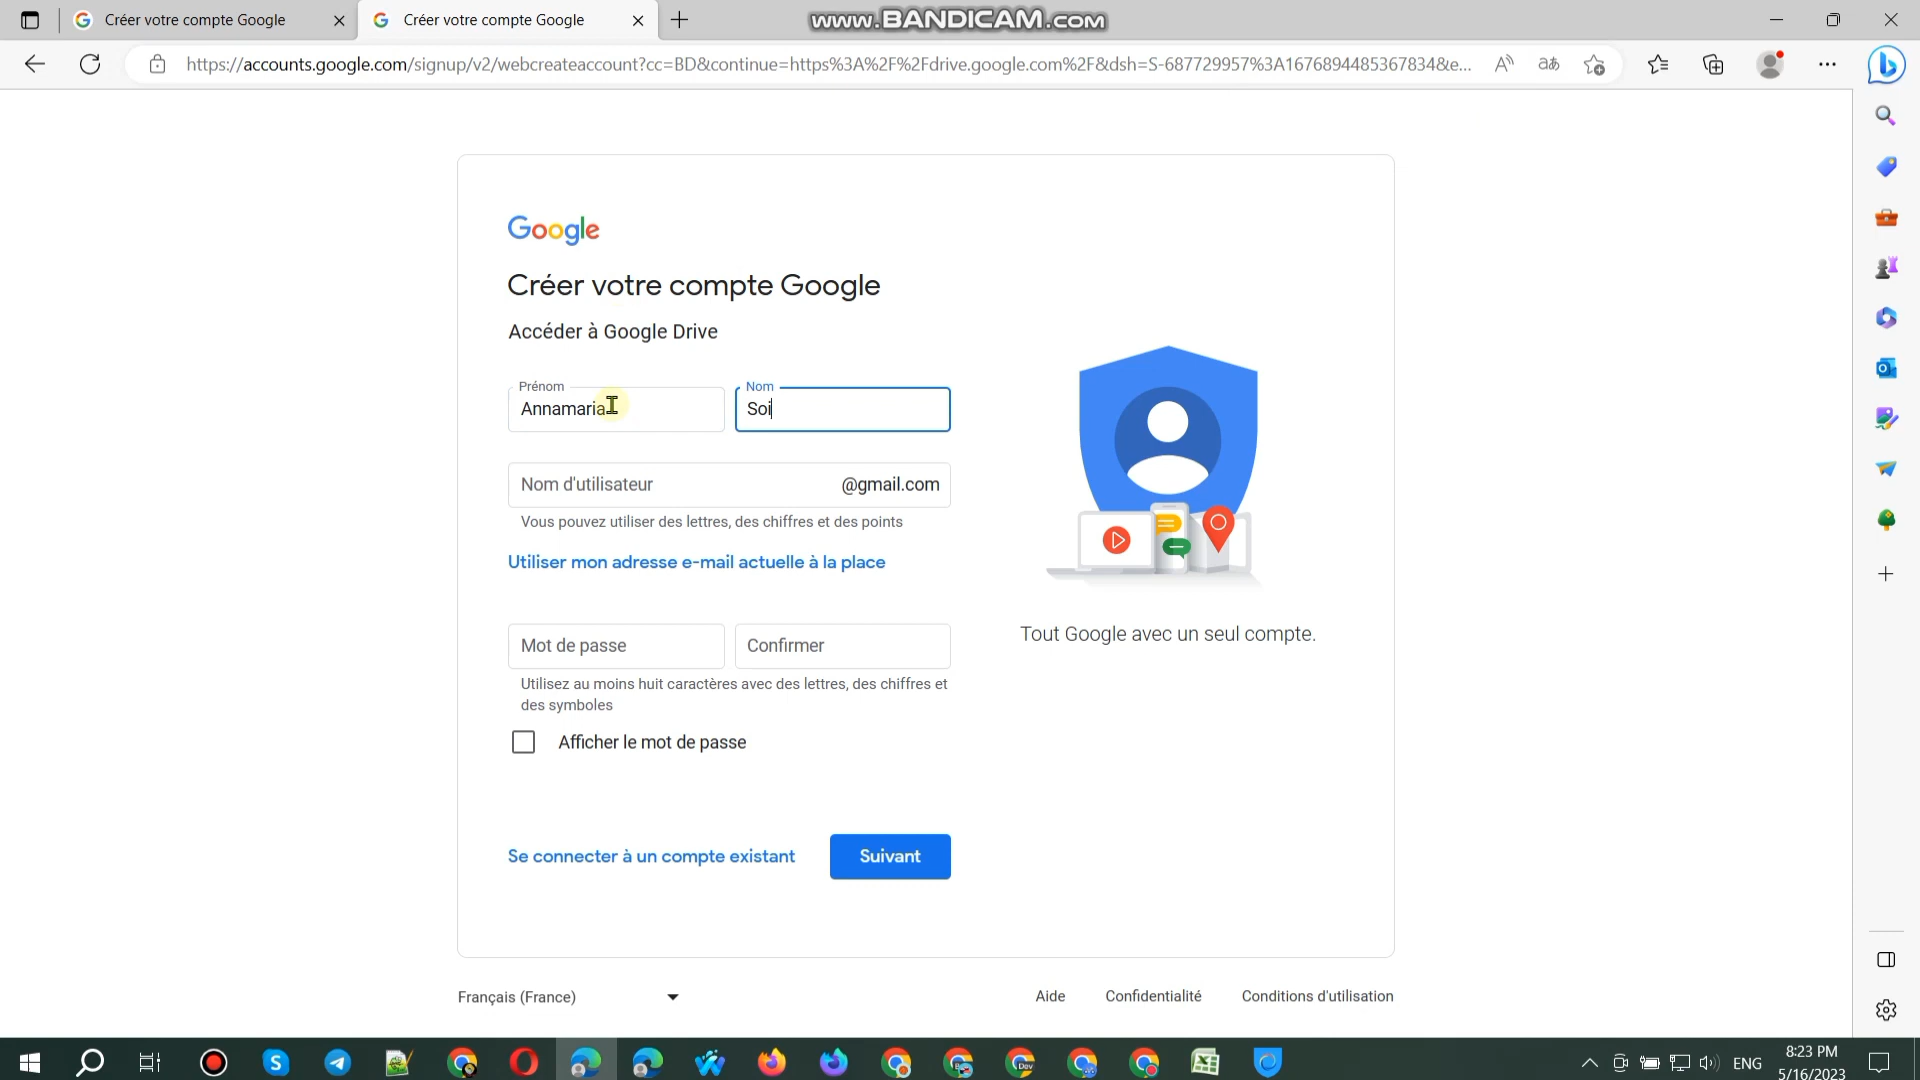 Créer votre compte Google
Créer votre compte Google
www.BANDICAM.com
https://accounts.google.com/signup/v2/webcreateaccount?cc=BD&continue=https%3A%2F%2Fdrive.google.com%2F&dsh=S-687729957%3A1676894485367834&e...
Google
Créer votre compte Google
Accéder à Google Drive
Prénom
Nom
Annamaria
Soi
Nom d'utilisateur
@gmail.com
Vous pouvez utiliser des lettres, des chiffres et des points
Utiliser mon adresse e-mail actuelle à la place
Mot de passe
Confirmer
Utilisez au moins huit caractères avec des lettres, des chiffres et
des symboles
Afficher le mot de passe
Se connecter à un compte existant
Suivant
Tout Google avec un seul compte.
Français (France)
Aide
Confidentialité
Conditions d'utilisation
ENG
8:23 PM
5/16/2023